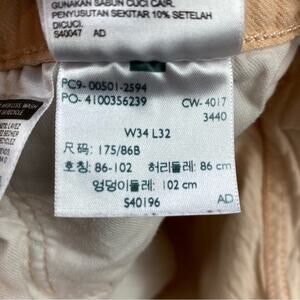 GUNAKAN SABUN CUCI CAIR.
PENYUSUTAN SEKITAR 10% SETELAH
DICUCI.
S40047 AD
PC9- 00501-2594
PO- 4100356239
CW- 4017
3440
W34 L32
尺码: 175/86B
호칭: 86-102 허리둘레: 86 cm
엉덩이둘레: 102 cm
S40196 AD